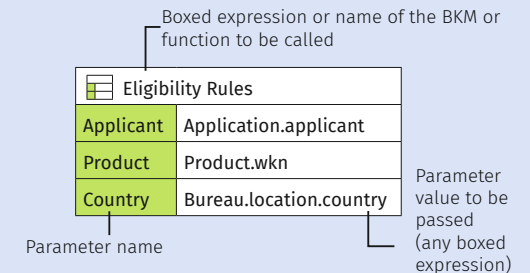 Boxed expression or name of the BKM or
function to be called
Eligibility Rules
Applicant Application.applicant
Product Product.wkn
Country Bureau.location.country
Parameter name
Parameter
value to be
passed
(any boxed
expression)